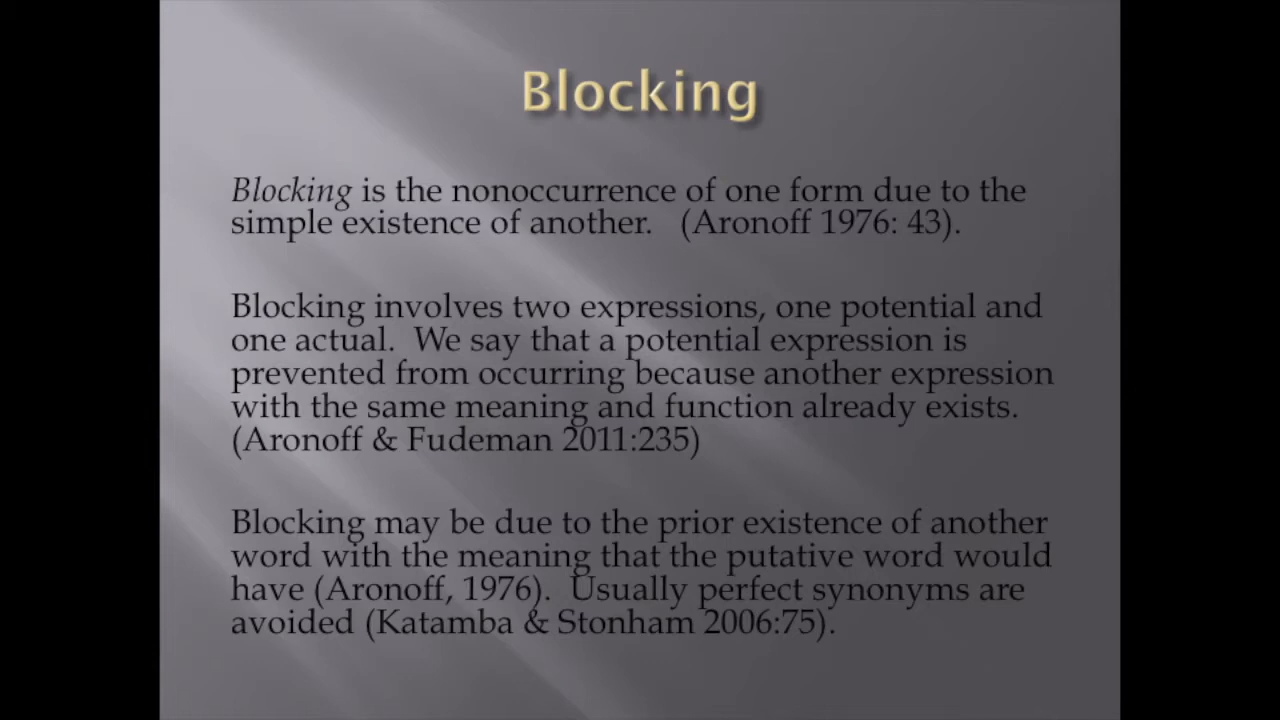 Blocking
Blocking is the nonoccurrence of one form due to the
simple existence of another.   (Aronoff 1976: 43).
Blocking involves two expressions, one potential and
one actual.  We say that a potential expression is
prevented from occurring because another expression
with the same meaning and function already exists.
(Aronoff & Fudeman 2011:235)
Blocking may be due to the prior existence of another
word with the meaning that the putative word would
have (Aronoff, 1976).  Usually perfect synonyms are
avoided (Katamba & Stonham 2006:75).